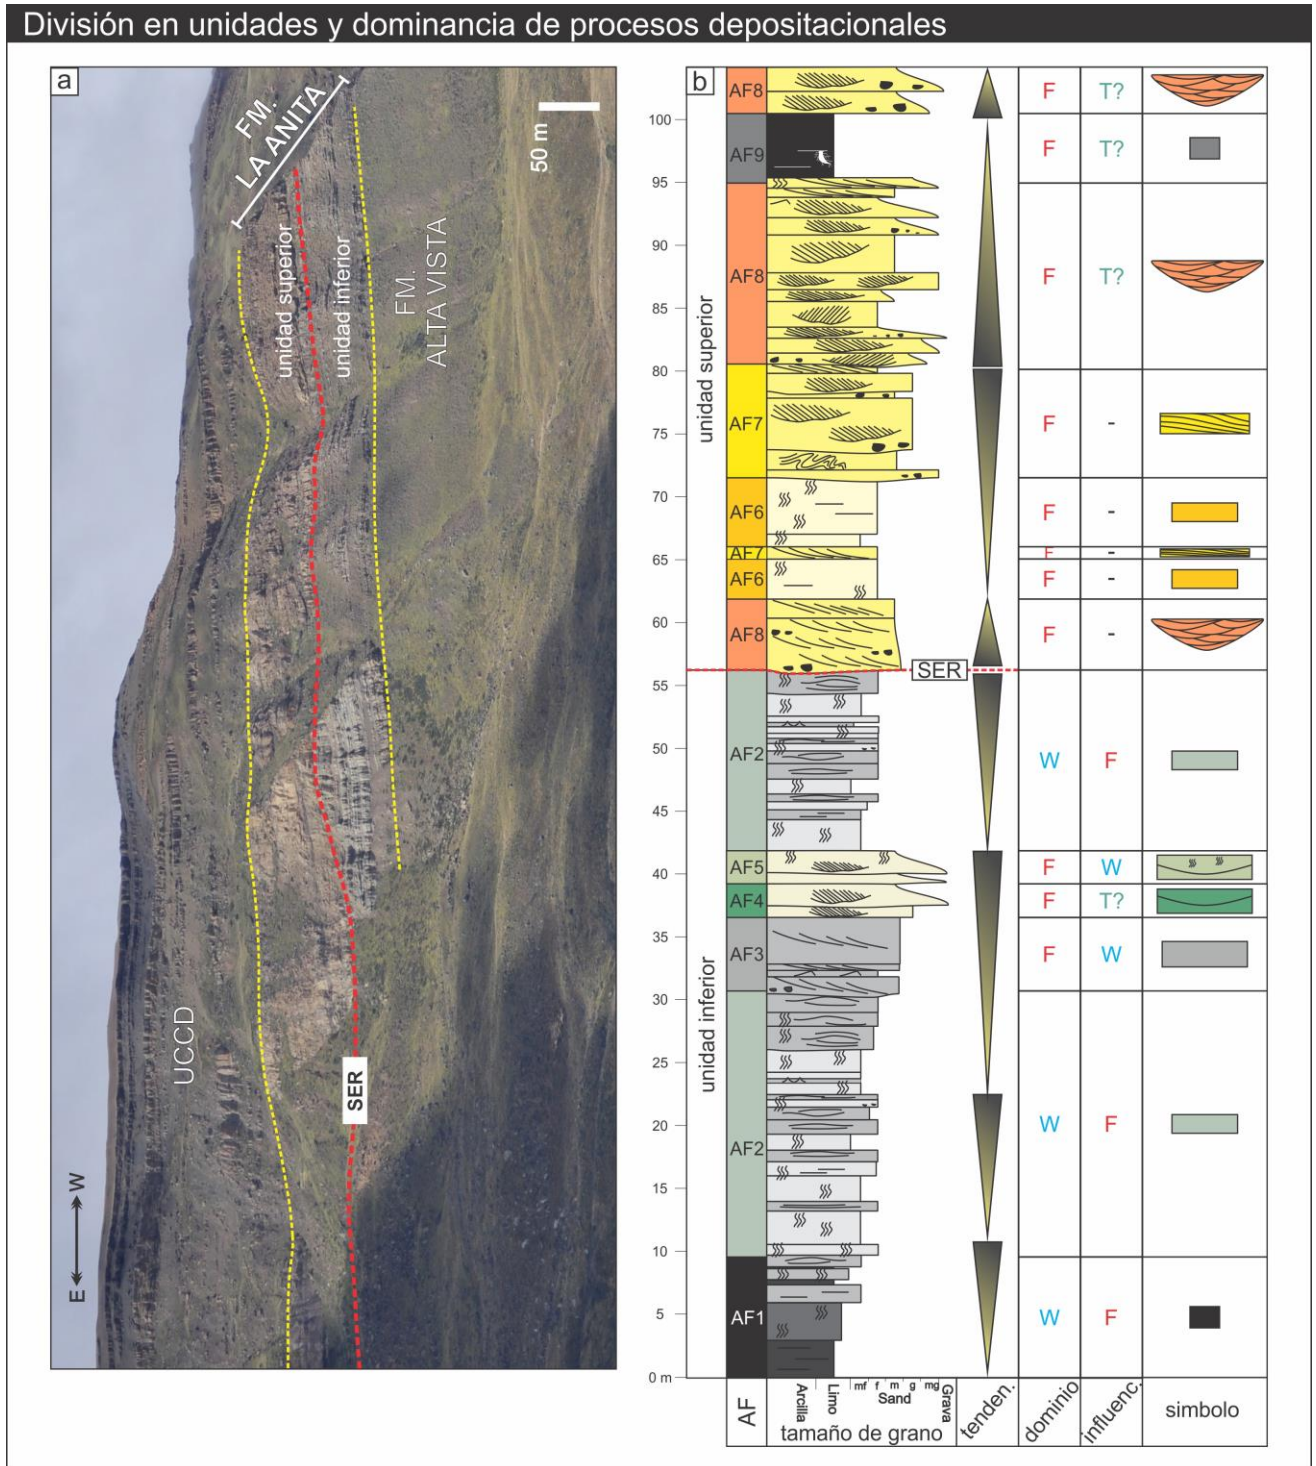 División en unidades y dominancia de procesos depositacionales
a
FM.
LA ANITA
50 m
unidad superior
unidad inferior
FM.
ALTA VISTA
UCCD
SER
E
W
b
100
95
90
85
80
75
70
65
60
55
50
45
40
35
30
25
20
15
10
5
0 m
unidad superior
unidad inferior
AF8
AF9
AF8
AF7
AF6
AF7
AF6
AF8
AF2
AF5
AF4
AF3
AF2
AF1
SER
F T?
F T?
F T?
F -
F -
F -
F -
F -
W F
F W
F T?
F W
W F
W F
AF
Arcilla
Limo
mf f m g mg
Sand
Grava
tamaño de grano
tenden.
dominio
influenc.
simbolo